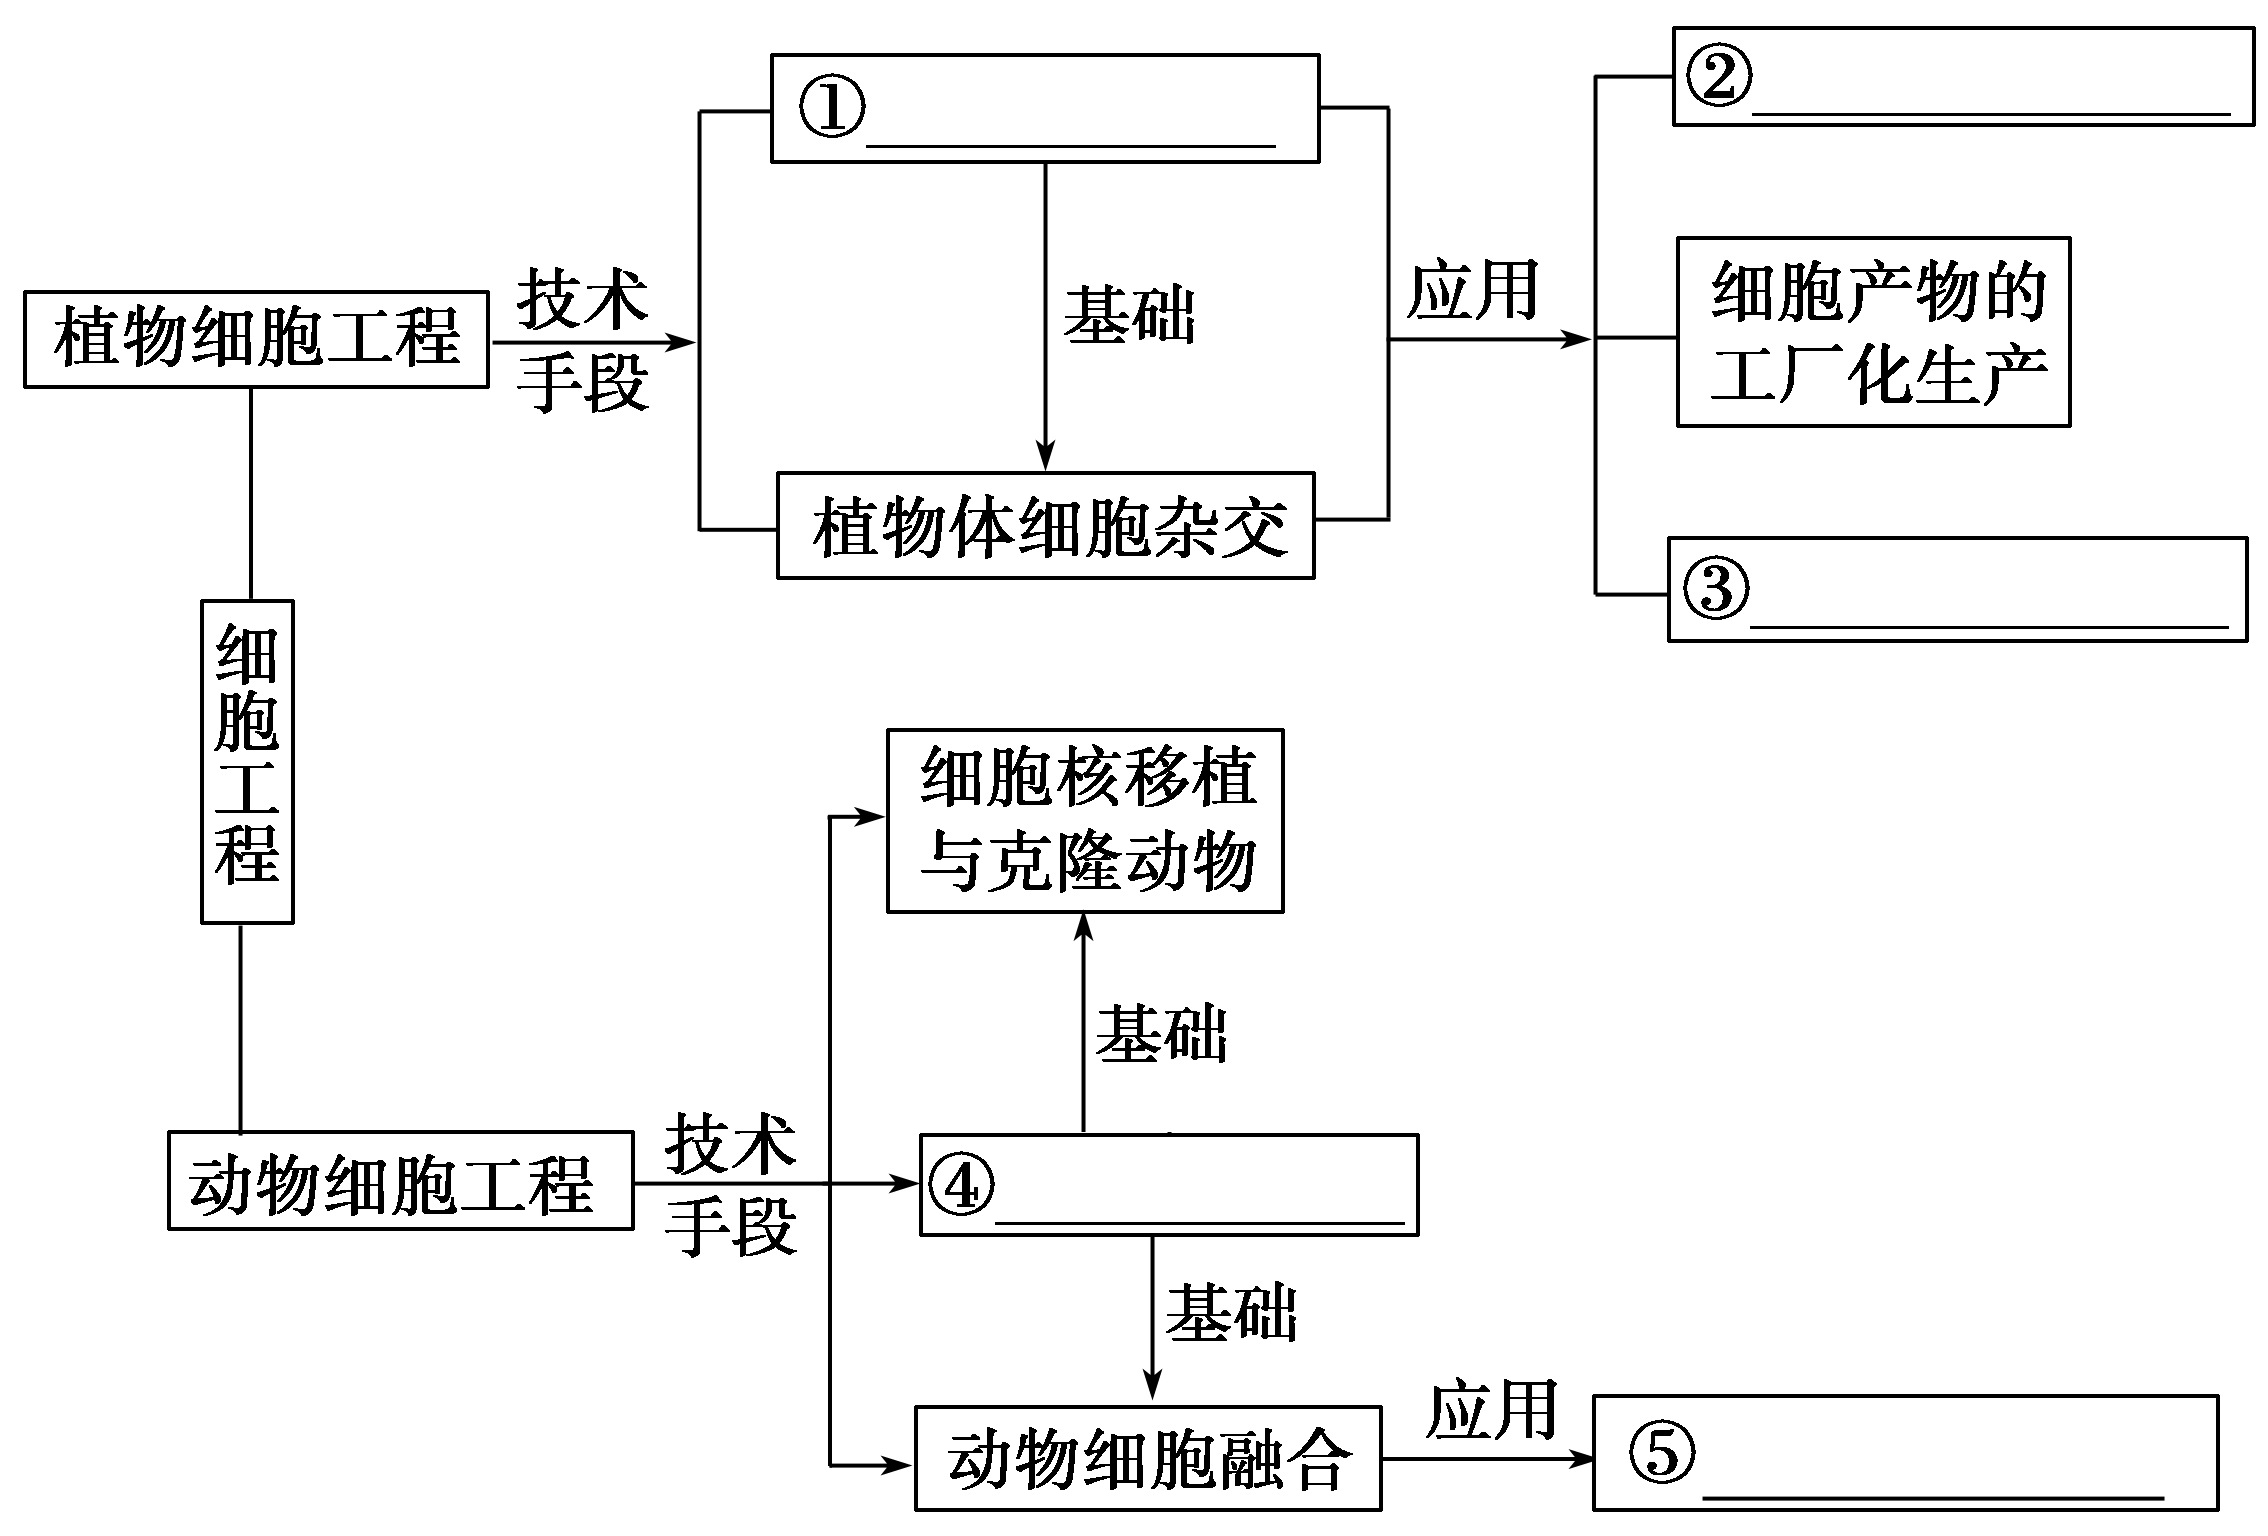 ①
②
植物细胞工程
技术
手段
基础
应用
细胞产物的
工厂化生产
植物体细胞杂交
③
细胞工程
细胞核移植
与克隆动物
基础
动物细胞工程
技术
手段
④
基础
动物细胞融合
应用
⑤